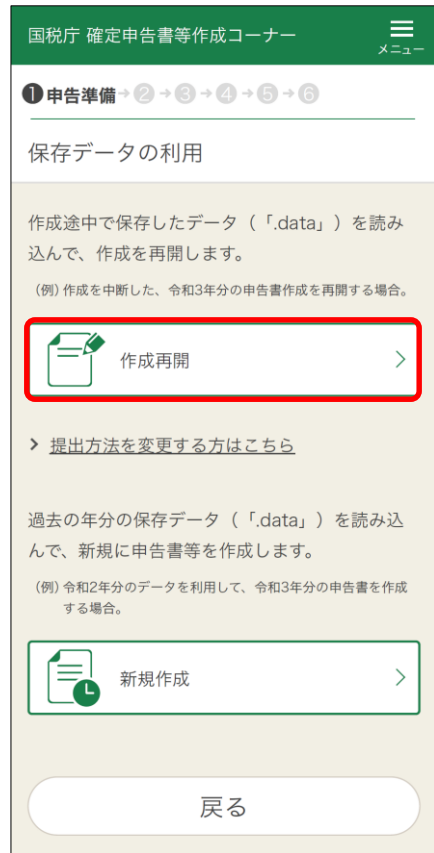 国税庁 確定申告書等作成コーナー
メニュー
❶申告準備→❷→❸→❹→❺→❻
保存データの利用
作成途中で保存したデータ（「.data」）を読み
込んで、作成を再開します。
（例）作成を中断した、令和3年分の申告書作成を再開する場合。
作成再開
提出方法を変更する方はこちら
過去の年分の保存データ（「.data」）を読み込
んで、新規に申告書等を作成します。
（例）令和2年分のデータを利用して、令和3年分の申告書を作成
する場合。
新規作成
戻る